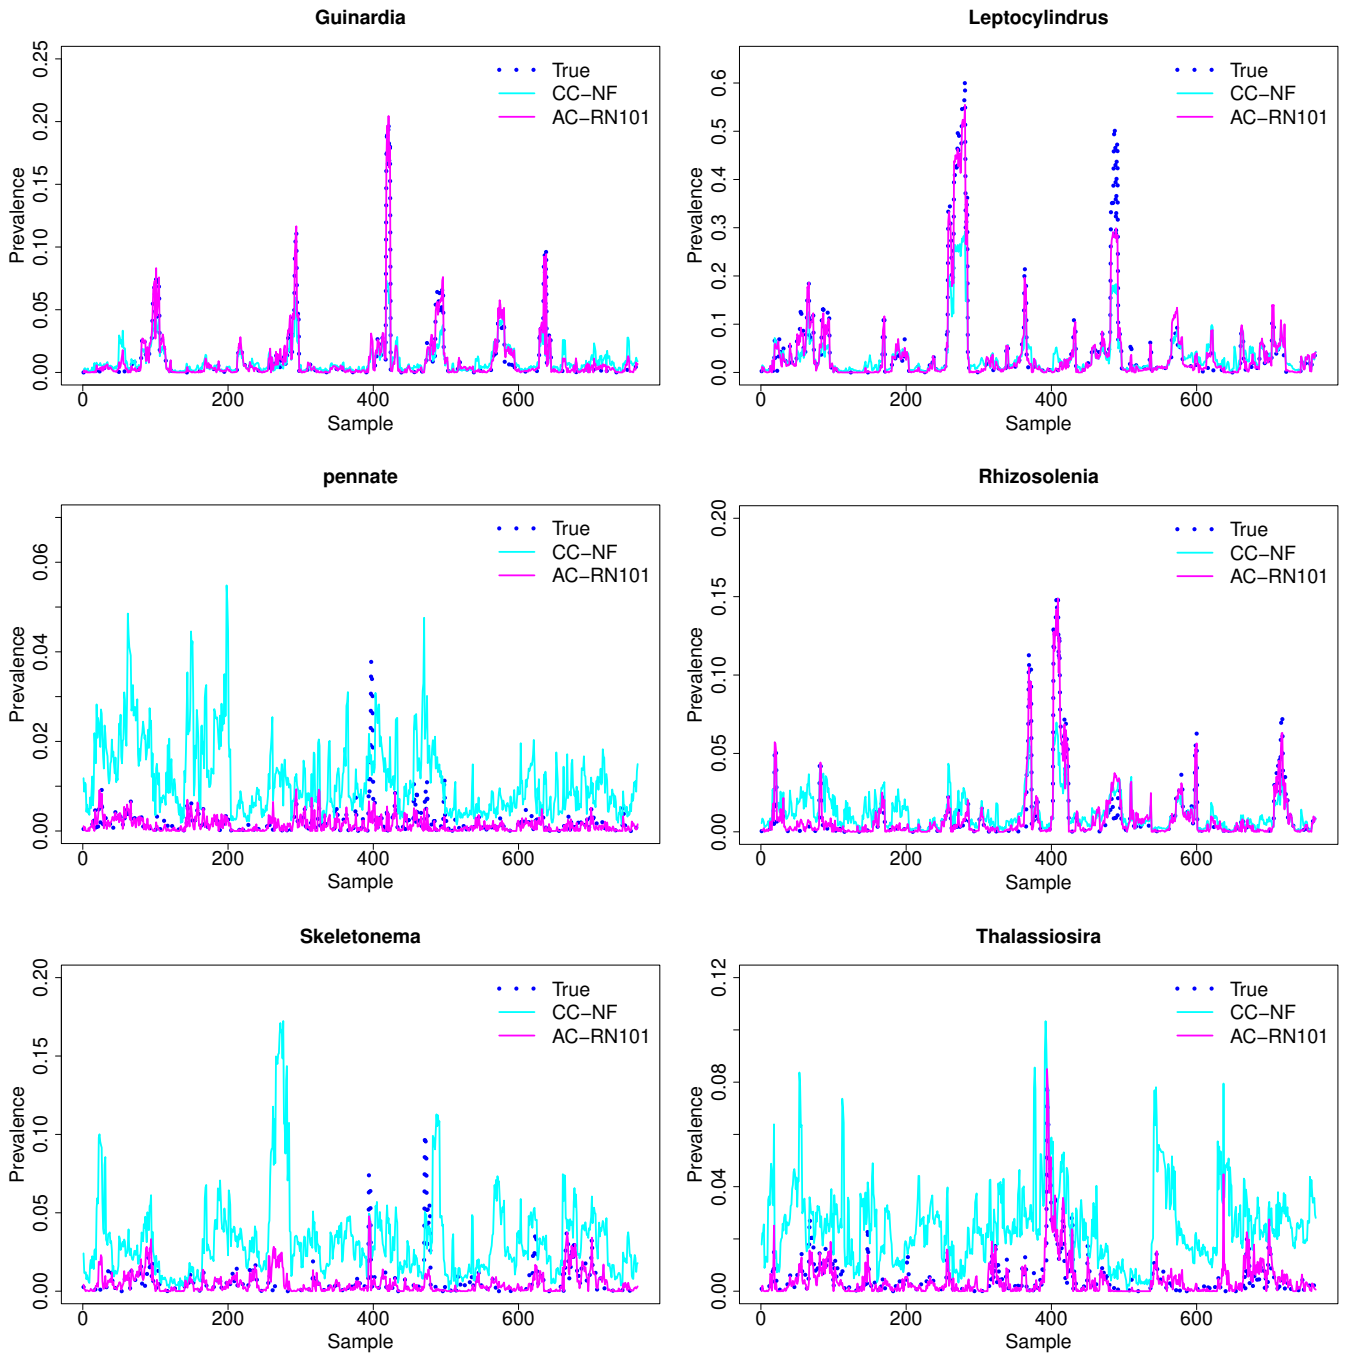 Guinardia
True
CC−NF
AC−RN101
0.25
0.20
0.15
0.10
0.05
0.00
Prevalence
0 200 400 600
Sample
Leptocylindrus
True
CC−NF
AC−RN101
0.6
0.5
0.4
0.3
0.2
0.1
0.0
Prevalence
0 200 400 600
Sample
pennate
True
CC−NF
AC−RN101
0.06
0.04
0.02
0.00
Prevalence
0 200 400 600
Sample
Rhizosolenia
True
CC−NF
AC−RN101
0.20
0.15
0.10
0.05
0.00
Prevalence
0 200 400 600
Sample
Skeletonema
True
CC−NF
AC−RN101
0.20
0.15
0.10
0.05
0.00
Prevalence
0 200 400 600
Sample
Thalassiosira
True
CC−NF
AC−RN101
0.12
0.08
0.04
0.00
Prevalence
0 200 400 600
Sample